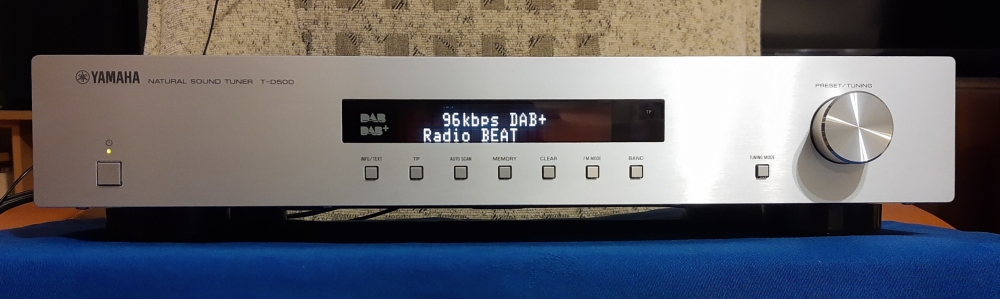 YAMAHA NATURAL SOUND TUNER T-D500
PRESET/TUNING
DAB 96kbps DAB+
DAB+ Radio BEAT
TP
INFO/TEXT TP AUTO SCAN MEMORY CLEAR FM MODE BAND TUNING MODE